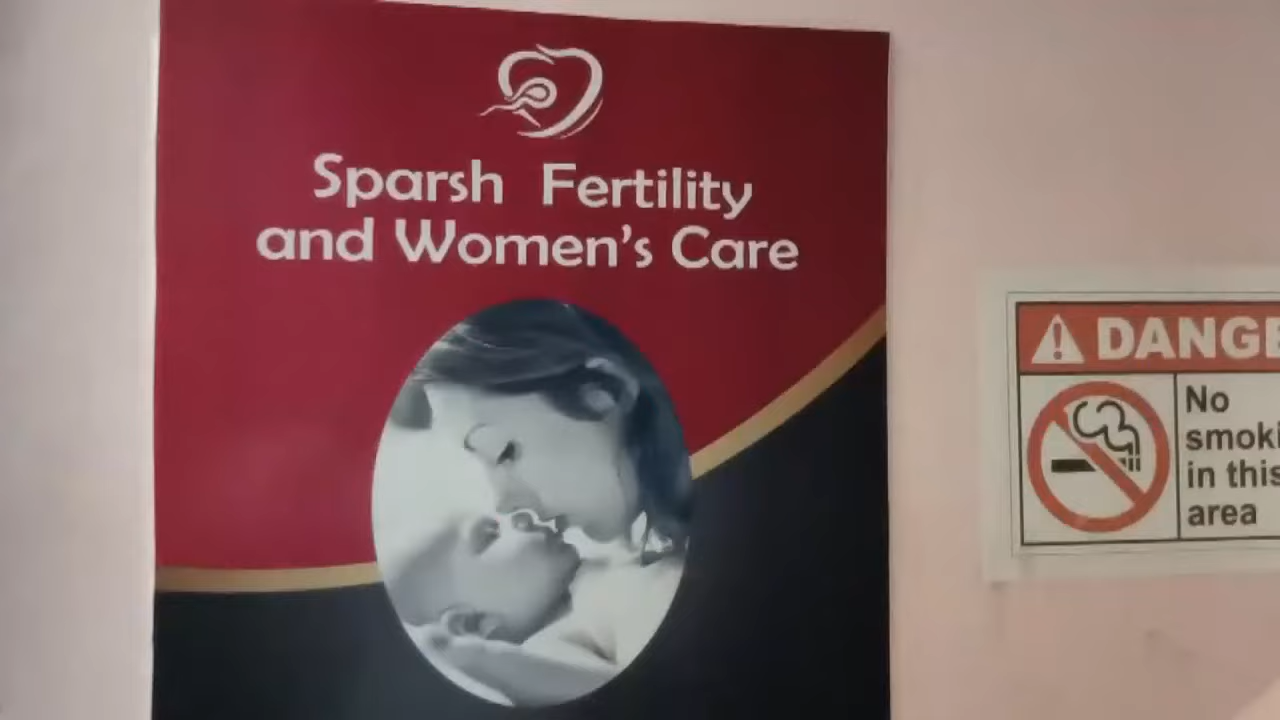 Sparsh Fertility
and Women's Care
DANGE
No
smoki
in this
area